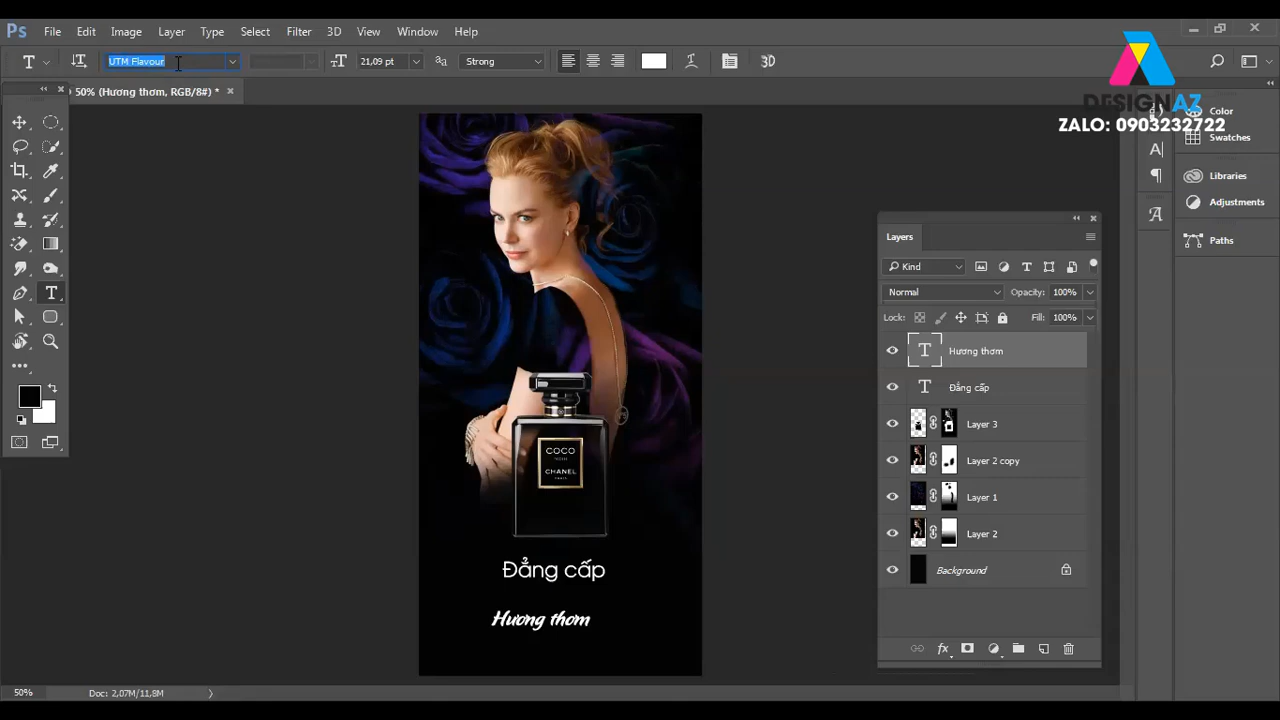 Ps File Edit Image Layer Type Select Filter 3D View Window Help
T UTM Flavour 21,09 pt Strong 3D
DESIGNAZ
50% (Hương thơm, RGB/8#) *
ZALO: 0903232722
Color
Swatches
Libraries
Adjustments
Paths
Layers
Kind
Normal Opacity: 100%
Lock: Fill: 100%
Hương thơm
Đẳng cấp
Layer 3
Layer 2 copy
Layer 1
Layer 2
Background
COCO
CHANEL
Đẳng cấp
Hương thơm
50% Doc: 2,07M/11,8M